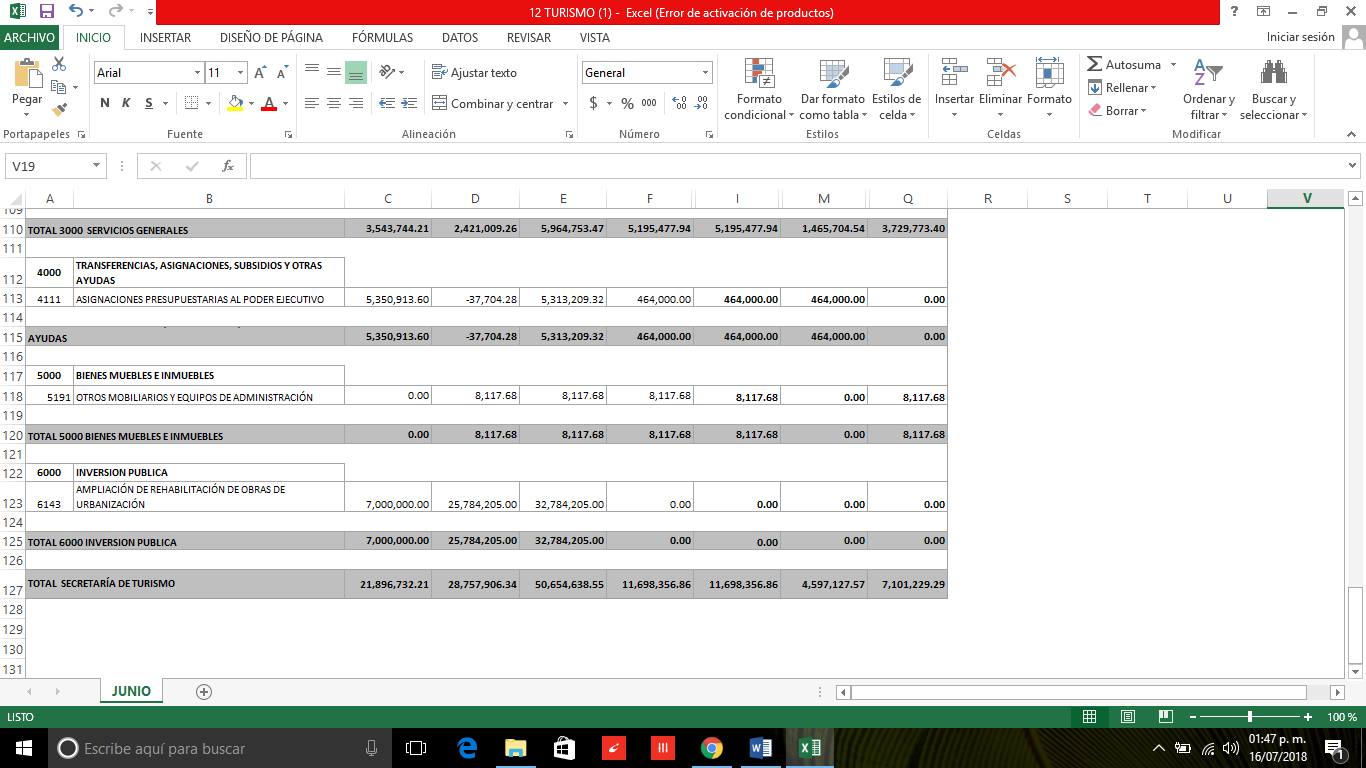 12 TURISMO (1) - Excel (Error de activación de productos)
ARCHIVO INICIO INSERTAR DISEÑO DE PÁGINA FÓRMULAS DATOS REVISAR VISTA Iniciar sesión
Pegar
Portapapeles
Arial 11
N K S
Fuente
Ajustar texto
Combinar y centrar
Alineación
General
$ % 000
Número
Formato condicional
Dar formato como tabla
Estilos de celda
Estilos
Insertar Eliminar Formato
Celdas
Autosuma
Rellenar
Borrar
Ordenar y filtrar
Buscar y seleccionar
Modificar
V19 fx
A B C D E F I M Q R S T U V
109
110 TOTAL 3000 SERVICIOS GENERALES 3,543,744.21 2,421,009.26 5,964,753.47 5,195,477.94 5,195,477.94 1,465,704.54 3,729,773.40
111
112 4000 TRANSFERENCIAS, ASIGNACIONES, SUBSIDIOS Y OTRAS
AYUDAS
113 4111 ASIGNACIONES PRESUPUESTARIAS AL PODER EJECUTIVO 5,350,913.60 -37,704.28 5,313,209.32 464,000.00 464,000.00 464,000.00 0.00
114
115 AYUDAS 5,350,913.60 -37,704.28 5,313,209.32 464,000.00 464,000.00 464,000.00 0.00
116
117 5000 BIENES MUEBLES E INMUEBLES
118 5191 OTROS MOBILIARIOS Y EQUIPOS DE ADMINISTRACIÓN 0.00 8,117.68 8,117.68 8,117.68 8,117.68 0.00 8,117.68
119
120 TOTAL 5000 BIENES MUEBLES E INMUEBLES 0.00 8,117.68 8,117.68 8,117.68 8,117.68 0.00 8,117.68
121
122 6000 INVERSION PUBLICA
AMPLIACIÓN DE REHABILITACIÓN DE OBRAS DE
123 6143 URBANIZACIÓN 7,000,000.00 25,784,205.00 32,784,205.00 0.00 0.00 0.00 0.00
124
125 TOTAL 6000 INVERSION PUBLICA 7,000,000.00 25,784,205.00 32,784,205.00 0.00 0.00 0.00 0.00
126
127 TOTAL SECRETARÍA DE TURISMO 21,896,732.21 28,757,906.34 50,654,638.55 11,698,356.86 11,698,356.86 4,597,127.57 7,101,229.29
128
129
130
131
JUNIO
LISTO 100 %
Escribe aquí para buscar
01:47 p. m.
16/07/2018
1